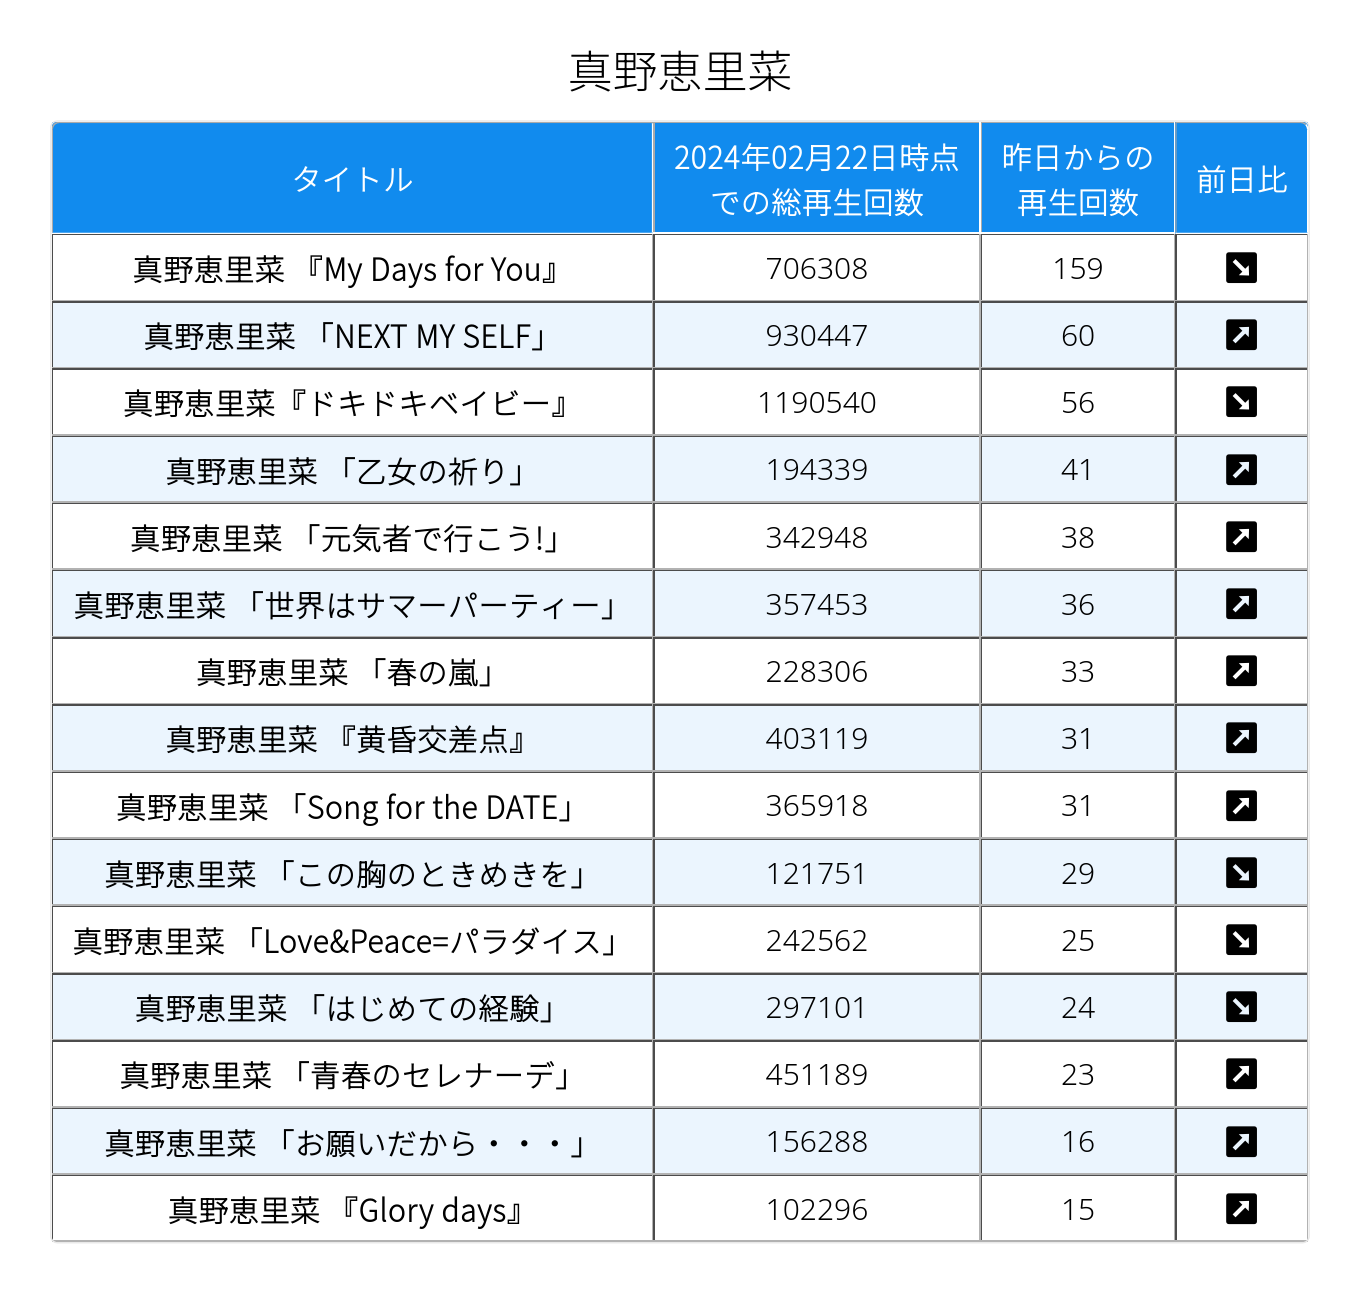 真野恵里菜
タイトル 2024年02月22日時点での総再生回数 昨日からの再生回数 前日比
真野恵里菜 『My Days for You』 706308 159 ↘
真野恵里菜 「NEXT MY SELF」 930447 60 ↗
真野恵里菜『ドキドキベイビー』 1190540 56 ↘
真野恵里菜 「乙女の祈り」 194339 41 ↗
真野恵里菜 「元気者で行こう!」 342948 38 ↗
真野恵里菜 「世界はサマーパーティー」 357453 36 ↗
真野恵里菜 「春の嵐」 228306 33 ↗
真野恵里菜 『黄昏交差点』 403119 31 ↗
真野恵里菜 「Song for the DATE」 365918 31 ↗
真野恵里菜 「この胸のときめきを」 121751 29 ↘
真野恵里菜 「Love&Peace=パラダイス」 242562 25 ↘
真野恵里菜 「はじめての経験」 297101 24 ↘
真野恵里菜 「青春のセレナーデ」 451189 23 ↗
真野恵里菜 「お願いだから・・・」 156288 16 ↗
真野恵里菜 『Glory days』 102296 15 ↗